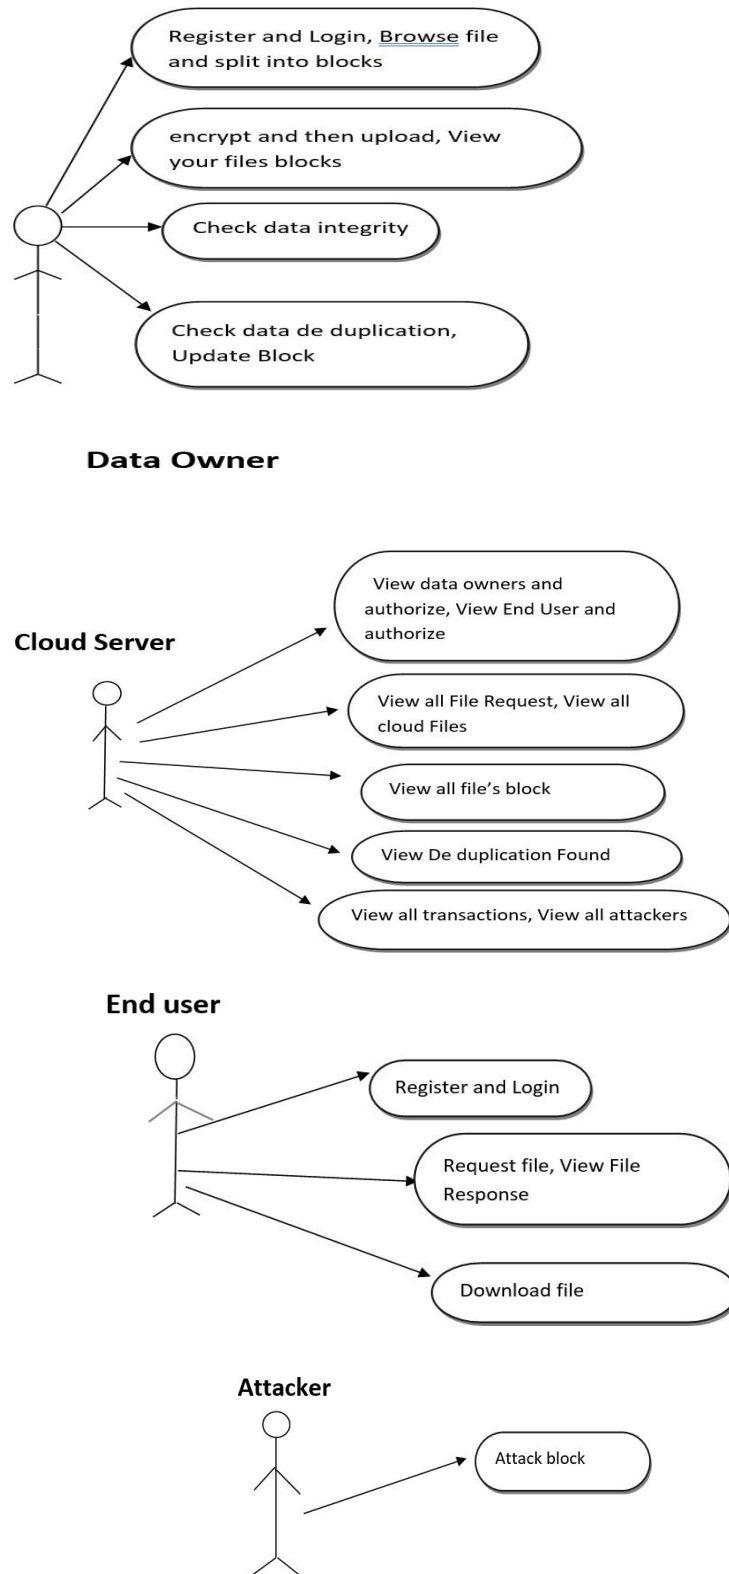 Register and Login, Browse file
and split into blocks
encrypt and then upload, View
your files blocks
Check data integrity
Check data de duplication,
Update Block
Data Owner
View data owners and
authorize, View End User and
authorize
Cloud Server
View all File Request, View all
cloud Files
View all file’s block
View De duplication Found
View all transactions, View all attackers
End user
Register and Login
Request file, View File
Response
Download file
Attacker
Attack block